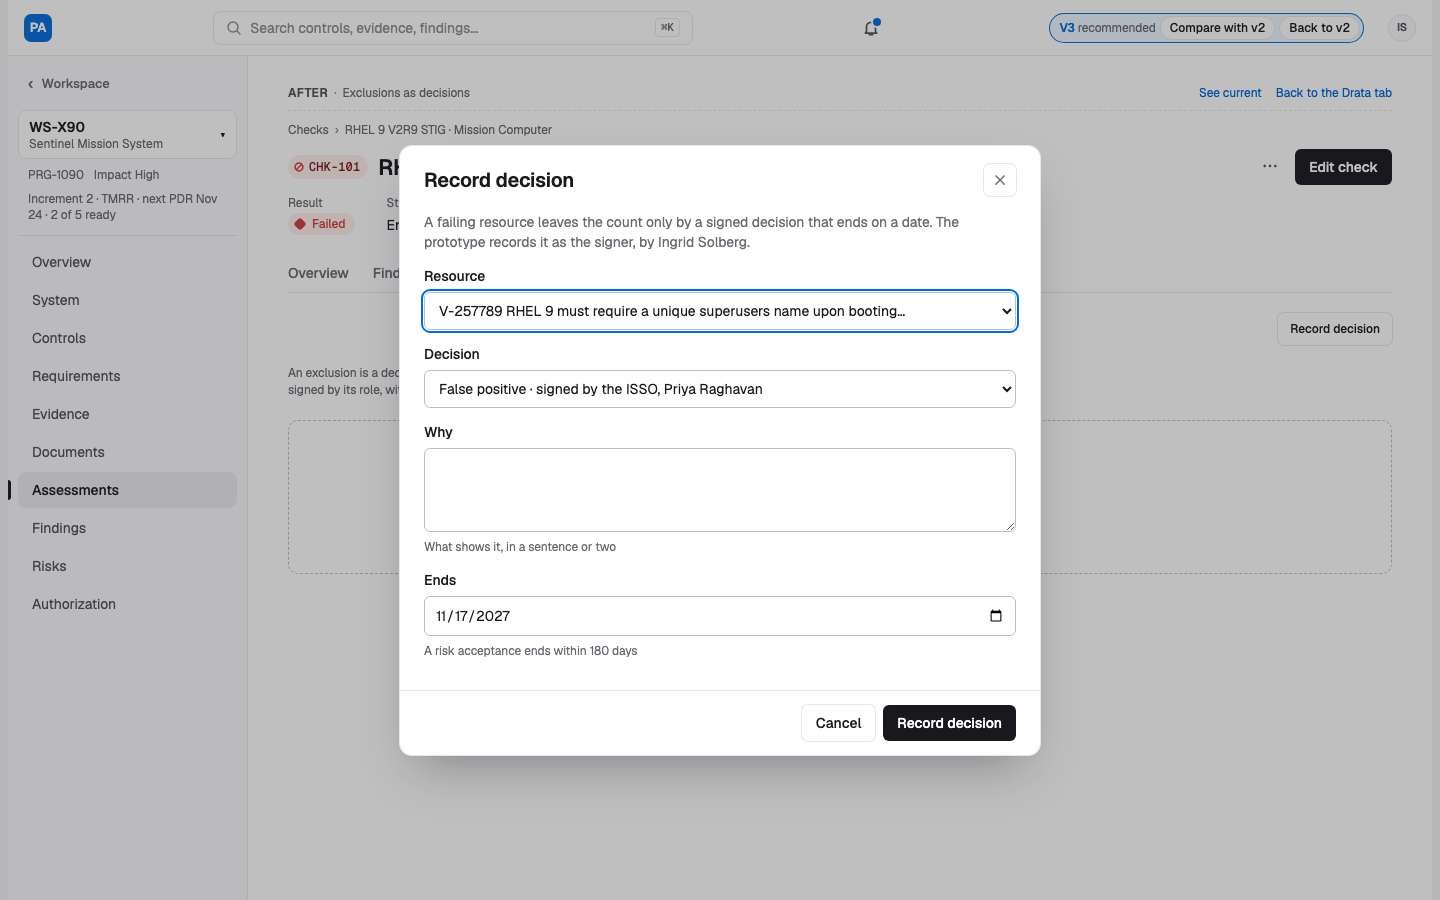 PA
Search controls, evidence, findings...
⌘K
V3 recommended
Compare with v2
Back to v2
IS
‹ Workspace
WS-X90
Sentinel Mission System
PRG-1090 Impact High
Increment 2 · TMRR · next PDR Nov
24 · 2 of 5 ready
Overview
System
Controls
Requirements
Evidence
Documents
Assessments
Findings
Risks
Authorization
AFTER · Exclusions as decisions
See current
Back to the Drata tab
Checks › RHEL 9 V2R9 STIG · Mission Computer
CHK-101
Edit check
Result
Failed
Overview
An exclusion is a
signed by its role,
Record decision
Record decision
A failing resource leaves the count only by a signed decision that ends on a date. The
prototype records it as the signer, by Ingrid Solberg.
Resource
V-257789 RHEL 9 must require a unique superusers name upon booting...
Decision
False positive · signed by the ISSO, Priya Raghavan
Why
What shows it, in a sentence or two
Ends
11/17/2027
A risk acceptance ends within 180 days
Cancel
Record decision